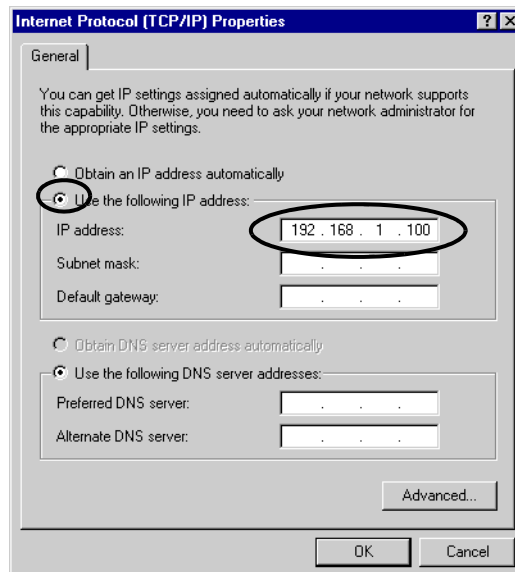 Internet Protocol (TCP/IP) Properties
General
You can get IP settings assigned automatically if your network supports
this capability. Otherwise, you need to ask your network administrator for
the appropriate IP settings.
Obtain an IP address automatically
Use the following IP address:
IP address: 192 . 168 . 1 . 100
Subnet mask: . . .
Default gateway: . . .
Obtain DNS server address automatically
Use the following DNS server addresses:
Preferred DNS server: . . .
Alternate DNS server: . . .
Advanced...
OK Cancel